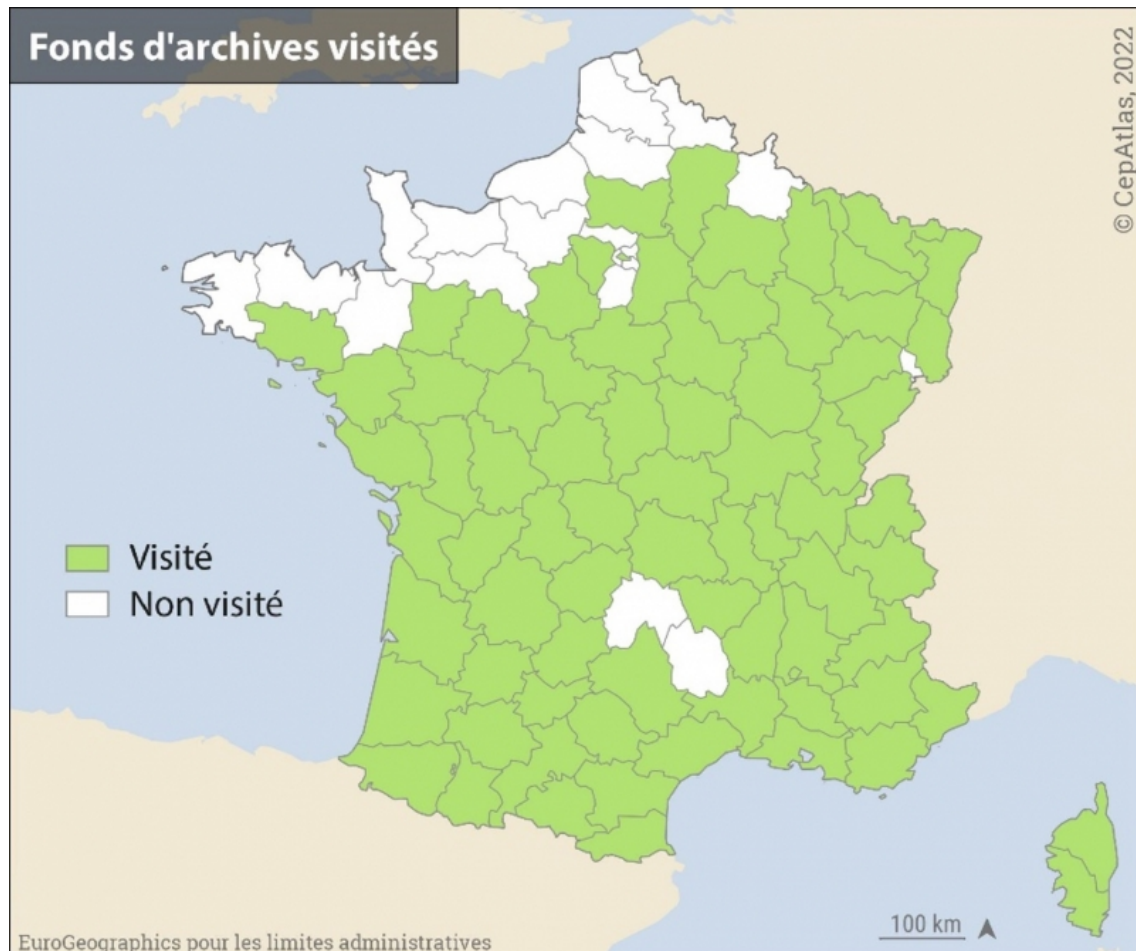 Fonds d'archives visités
© CepAtlas, 2022
Visité
Non visité
100 km
EuroGeographics pour les limites administratives